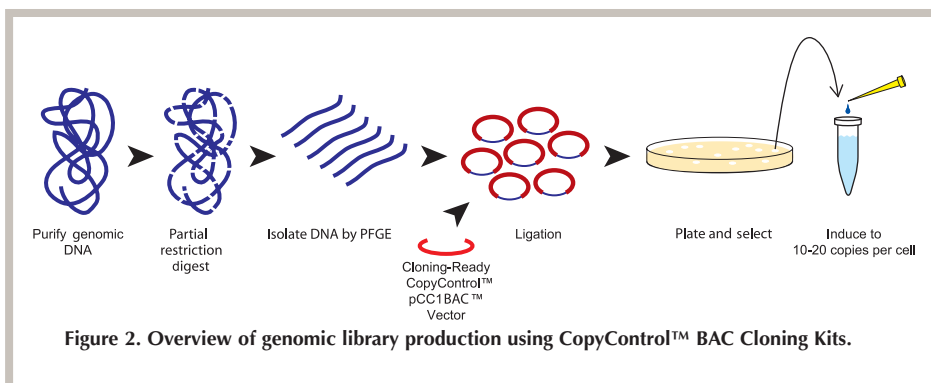 Purify genomic
DNA
Partial
restriction
digest
Isolate DNA by PFGE
Cloning-Ready
CopyControl™
pCC1BAC™
Vector
Ligation
Plate and select
Induce to
10-20 copies per cell
Figure 2. Overview of genomic library production using CopyControl™ BAC Cloning Kits.